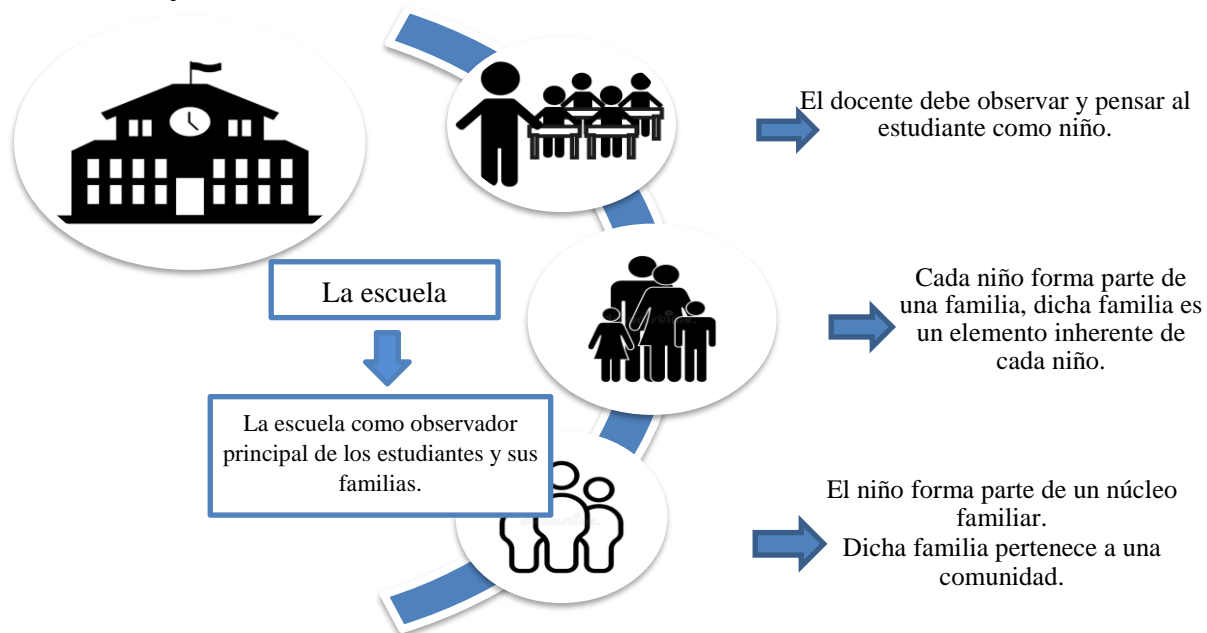 El docente debe observar y pensar al
estudiante como niño.
La escuela
Cada niño forma parte de
una familia, dicha familia es
un elemento inherente de
cada niño.
La escuela como observador
principal de los estudiantes y sus
familias.
El niño forma parte de un núcleo
familiar.
Dicha familia pertenece a una
comunidad.